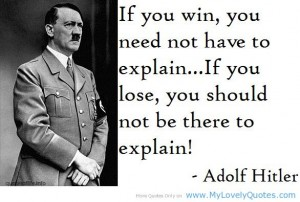 If you win, you
need not have to
explain...If you
lose, you should
not be there to
explain!
- Adolf Hitler
www.MyLovelyQuotes.com